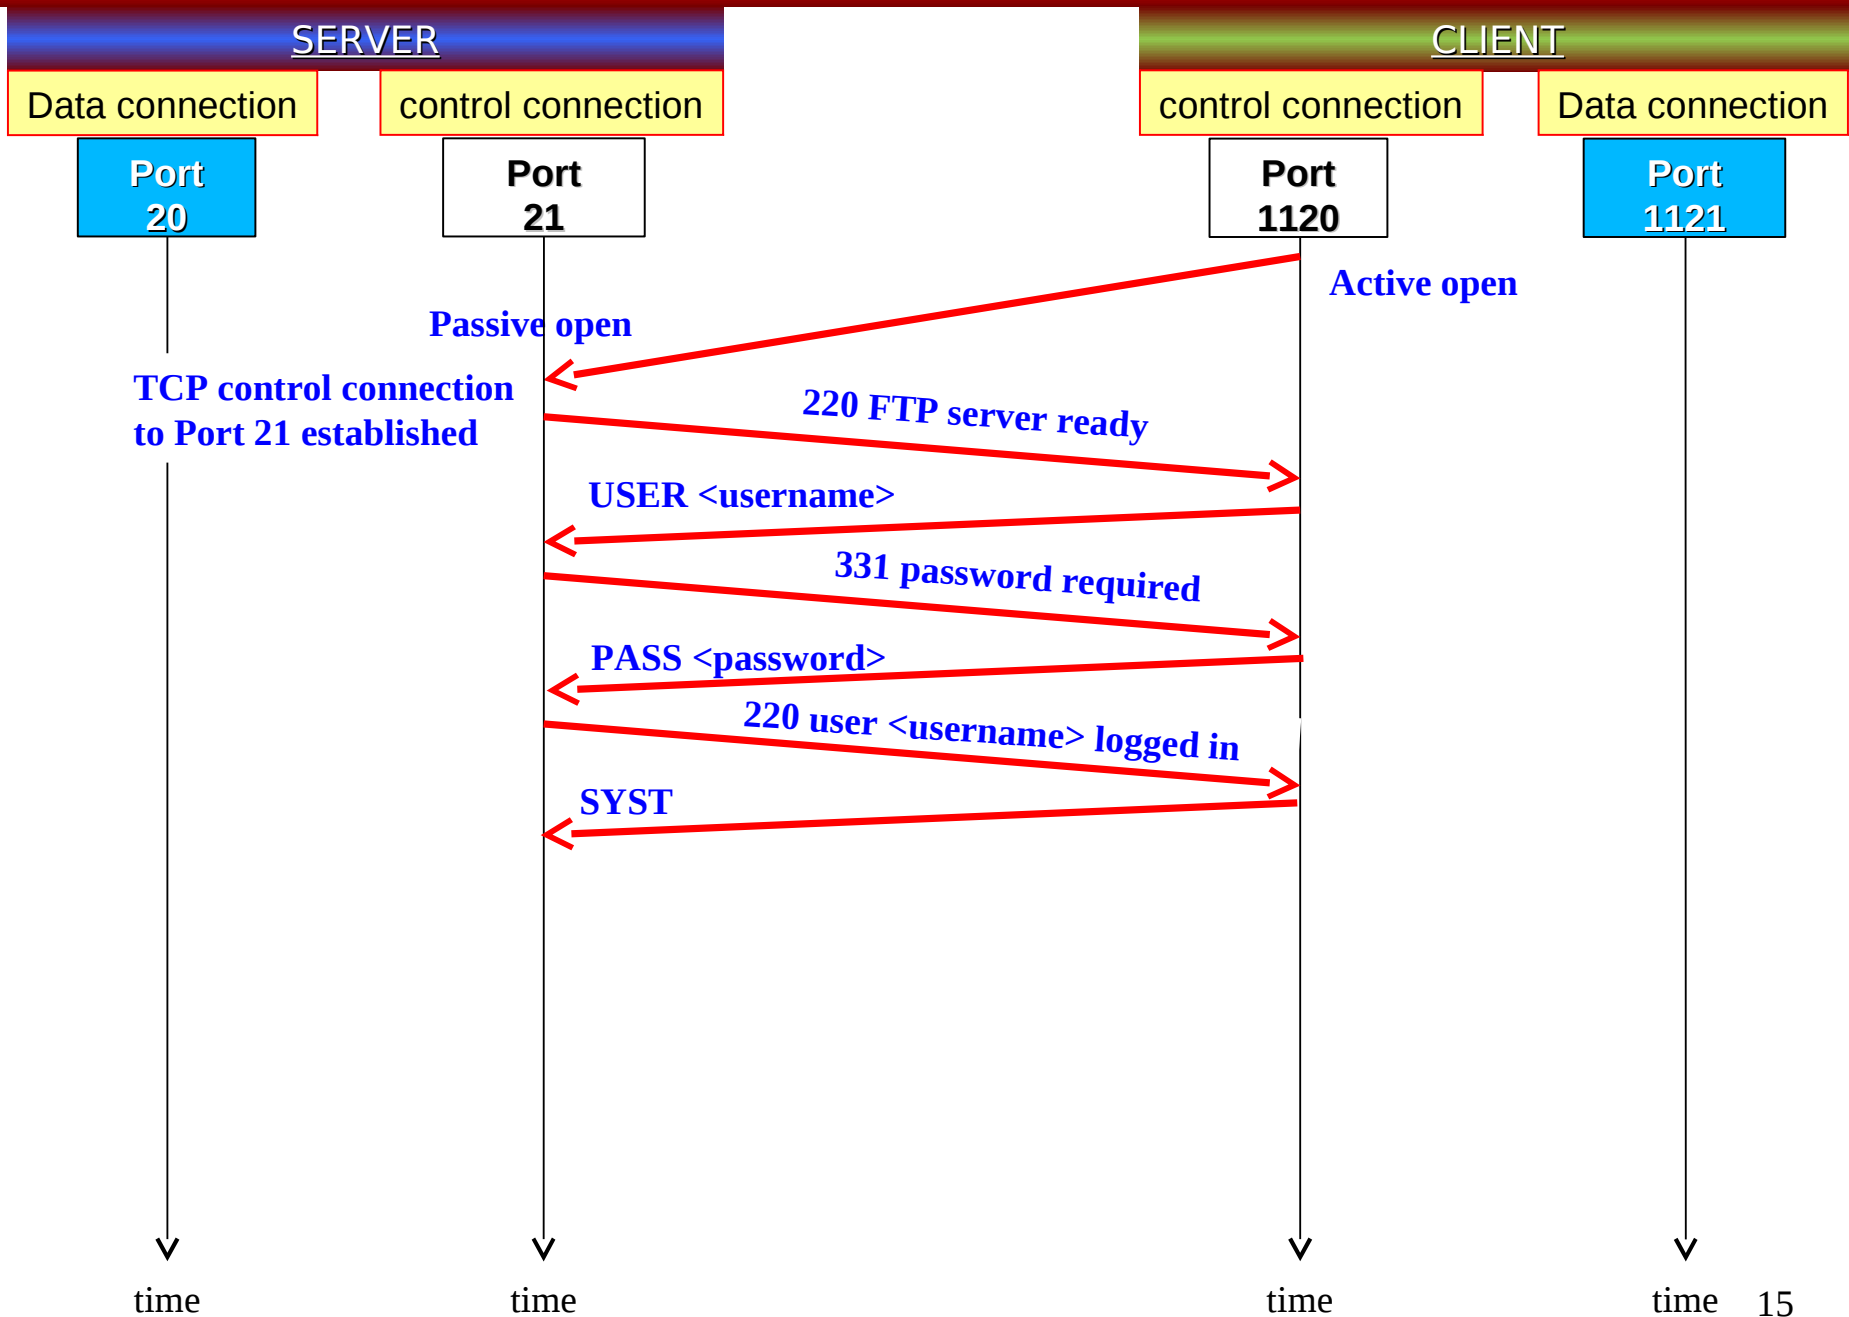 SERVER
CLIENT
Data connection
control connection
control connection
Data connection
Port
20
Port
21
Port
1120
Port
1121
Active open
Passive open
TCP control connection
to Port 21 established
220 FTP server ready
USER <username>
331 password required
PASS <password>
220 user <username> logged in
SYST
time
time
time
time
15